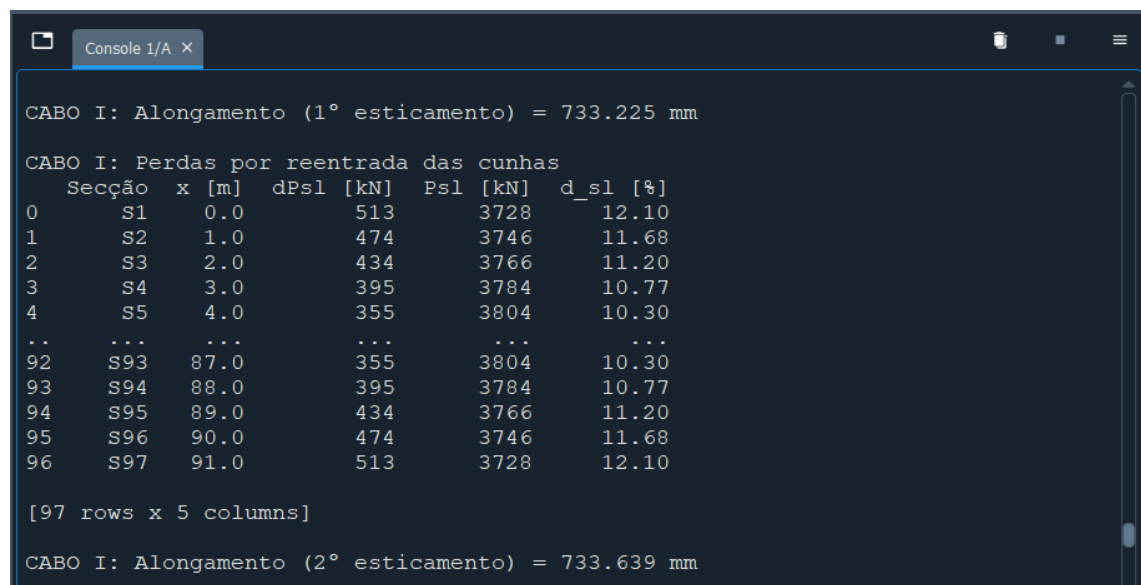 Console 1/A
CABO I: Alongamento (1º esticamento) = 733.225 mm
CABO I: Perdas por reentrada das cunhas
Secção x [m] dPsl [kN] Psl [kN] d_sl [%]
0 S1 0.0 513 3728 12.10
1 S2 1.0 474 3746 11.68
2 S3 2.0 434 3766 11.20
3 S4 3.0 395 3784 10.77
4 S5 4.0 355 3804 10.30
.. ... ... ... ... ...
92 S93 87.0 355 3804 10.30
93 S94 88.0 395 3784 10.77
94 S95 89.0 434 3766 11.20
95 S96 90.0 474 3746 11.68
96 S97 91.0 513 3728 12.10
[97 rows x 5 columns]
CABO I: Alongamento (2º esticamento) = 733.639 mm